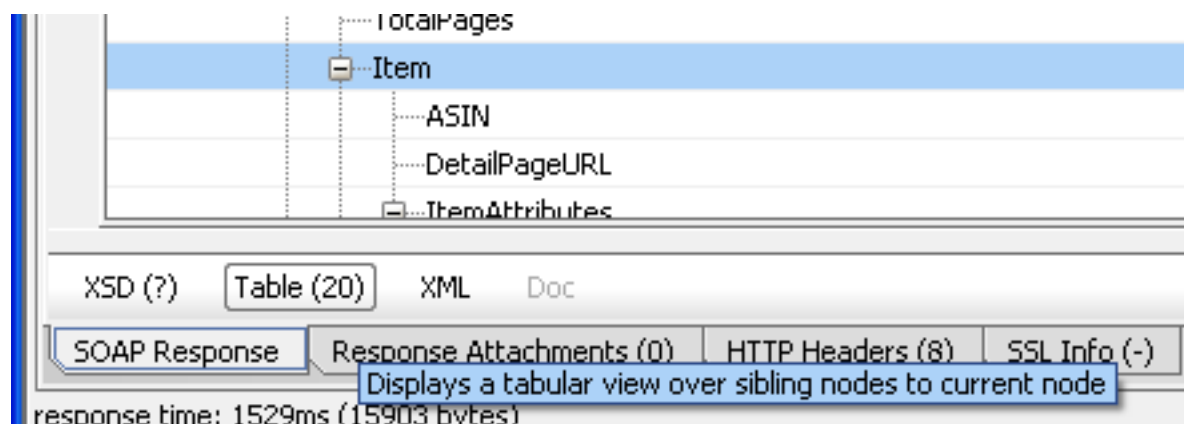 TotalPages
Item
ASIN
DetailPageURL
ItemAttributes
XSD (?) Table (20) XML Doc
SOAP Response Response Attachments (0) HTTP Headers (8) SSL Info (-)
Displays a tabular view over sibling nodes to current node
response time: 1529ms (15903 bytes)